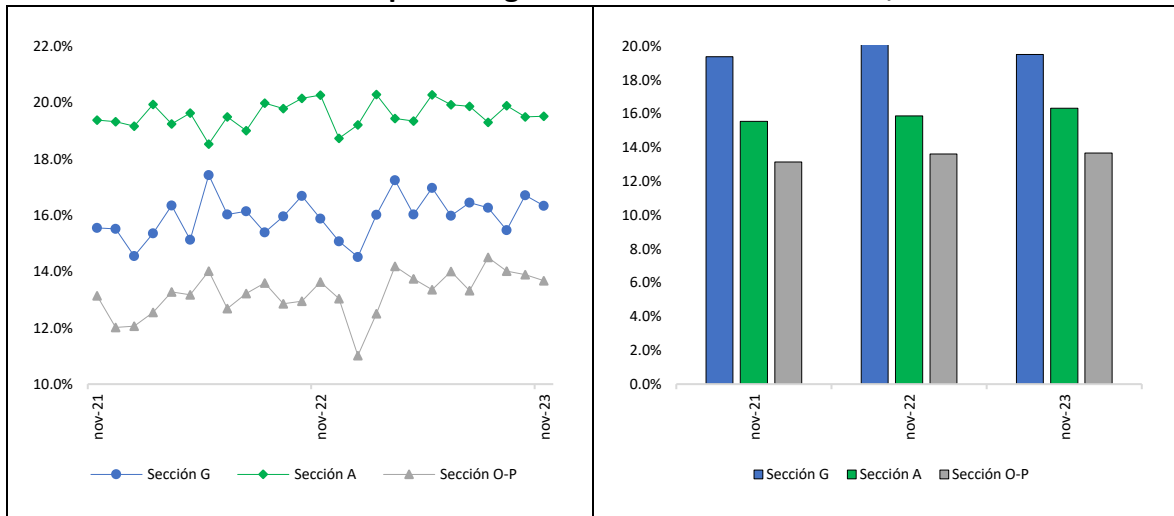 22.0%
20.0%
18.0%
16.0%
14.0%
12.0%
10.0%
nov-21
nov-22
nov-23
Sección G
Sección A
Sección O-P
20.0%
18.0%
16.0%
14.0%
12.0%
10.0%
8.0%
6.0%
4.0%
2.0%
0.0%
nov-21
nov-22
nov-23
Sección G
Sección A
Sección O-P